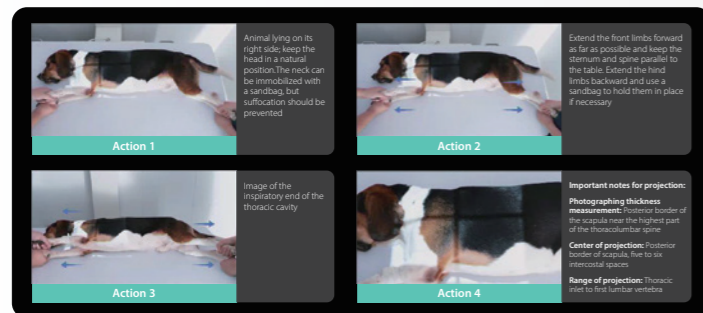 Animal lying on its
right side; keep the
head in a natural
position.The neck can
be immobilized with
a sandbag, but
suffocation should be
prevented
Action 1
Extend the front limbs forward
as far as possible and keep the
sternum and spine parallel to
the table. Extend the hind
limbs backward and use a
sandbag to hold them in place
if necessary
Action 2
Image of the
inspiratory end of the
thoracic cavity
Action 3
Important notes for projection:
Photographing thickness
measurement: Posterior border of
the scapula near the highest part
of the thoracolumbar spine
Center of projection: Posterior
border of scapula, five to six
intercostal spaces
Range of projection: Thoracic
inlet to first lumbar vertebra
Action 4